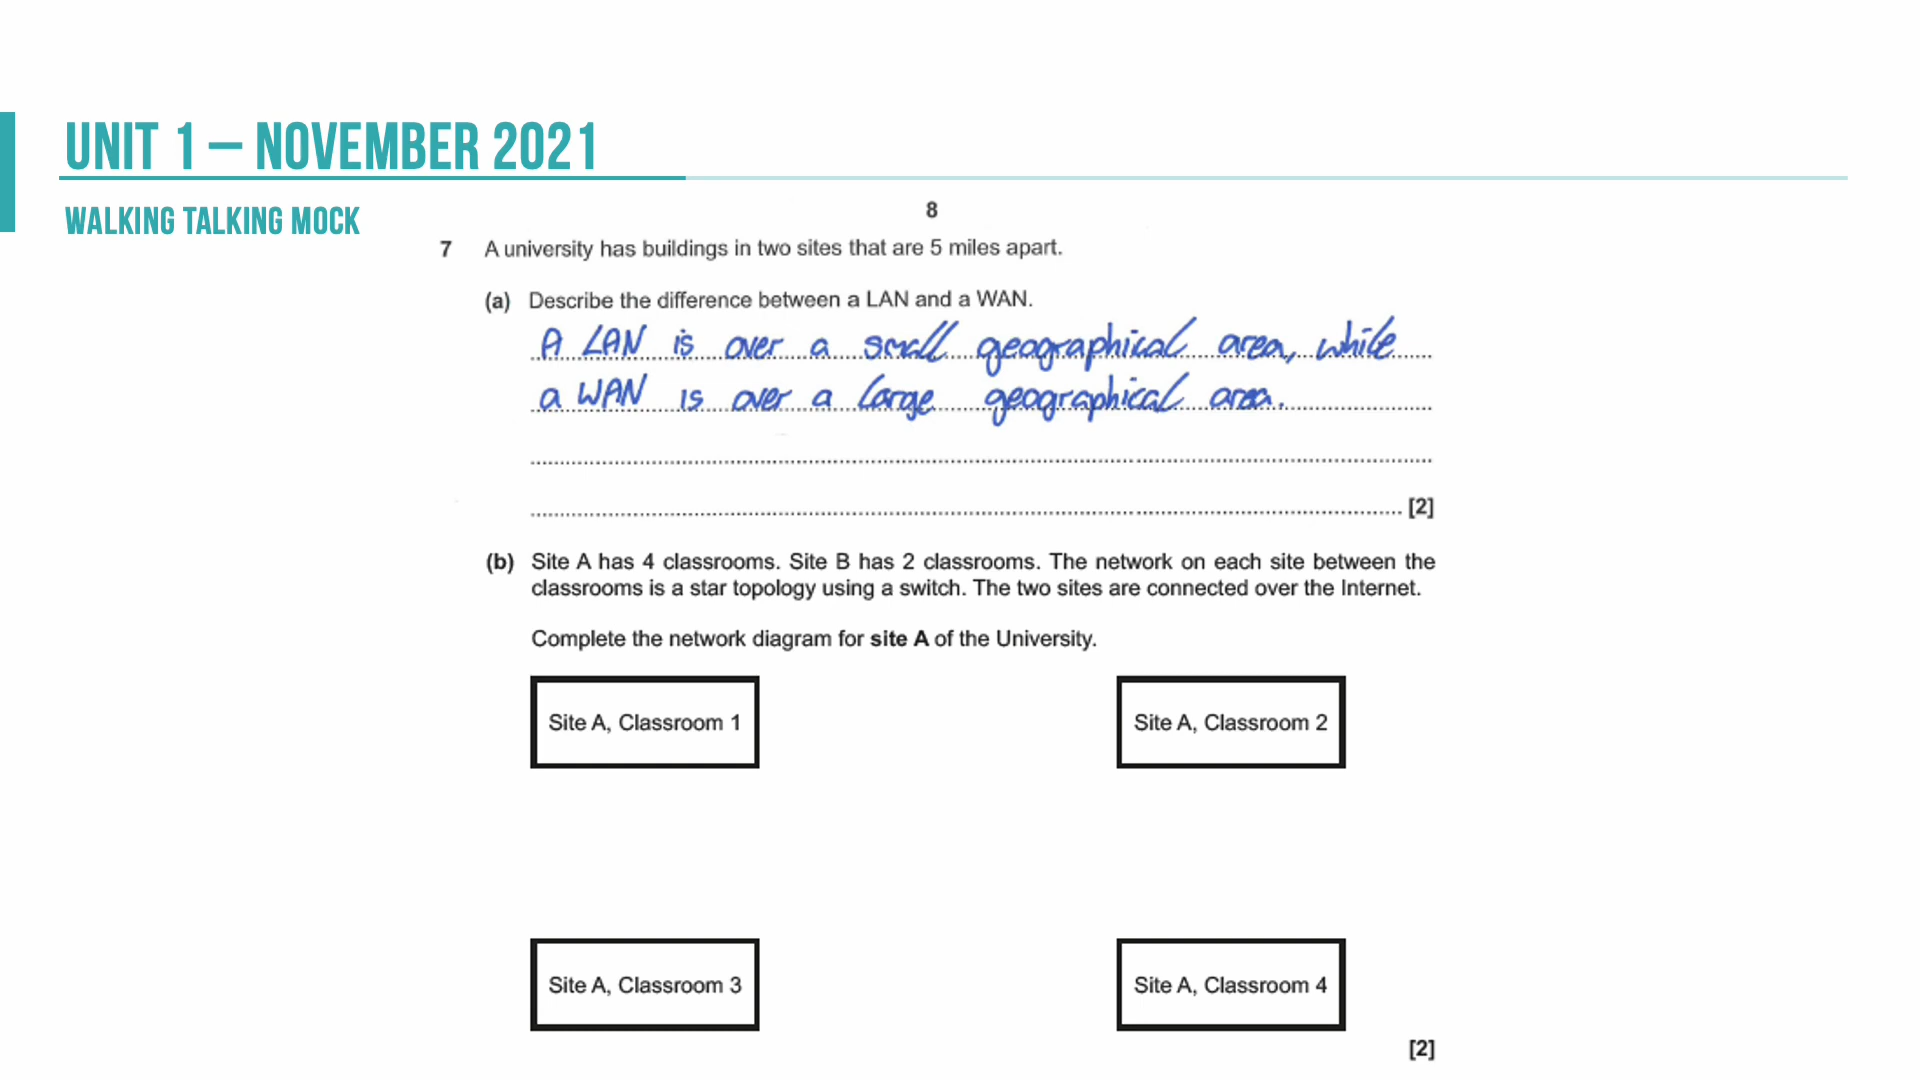 UNIT 1 – NOVEMBER 2021
WALKING TALKING MOCK
8
7 A university has buildings in two sites that are 5 miles apart.
(a) Describe the difference between a LAN and a WAN.
A LAN is over a small geographical area, while
a WAN is over a large geographical area.
[2]
(b) Site A has 4 classrooms. Site B has 2 classrooms. The network on each site between the
classrooms is a star topology using a switch. The two sites are connected over the Internet.
Complete the network diagram for site A of the University.
Site A, Classroom 1
Site A, Classroom 2
Site A, Classroom 3
Site A, Classroom 4
[2]